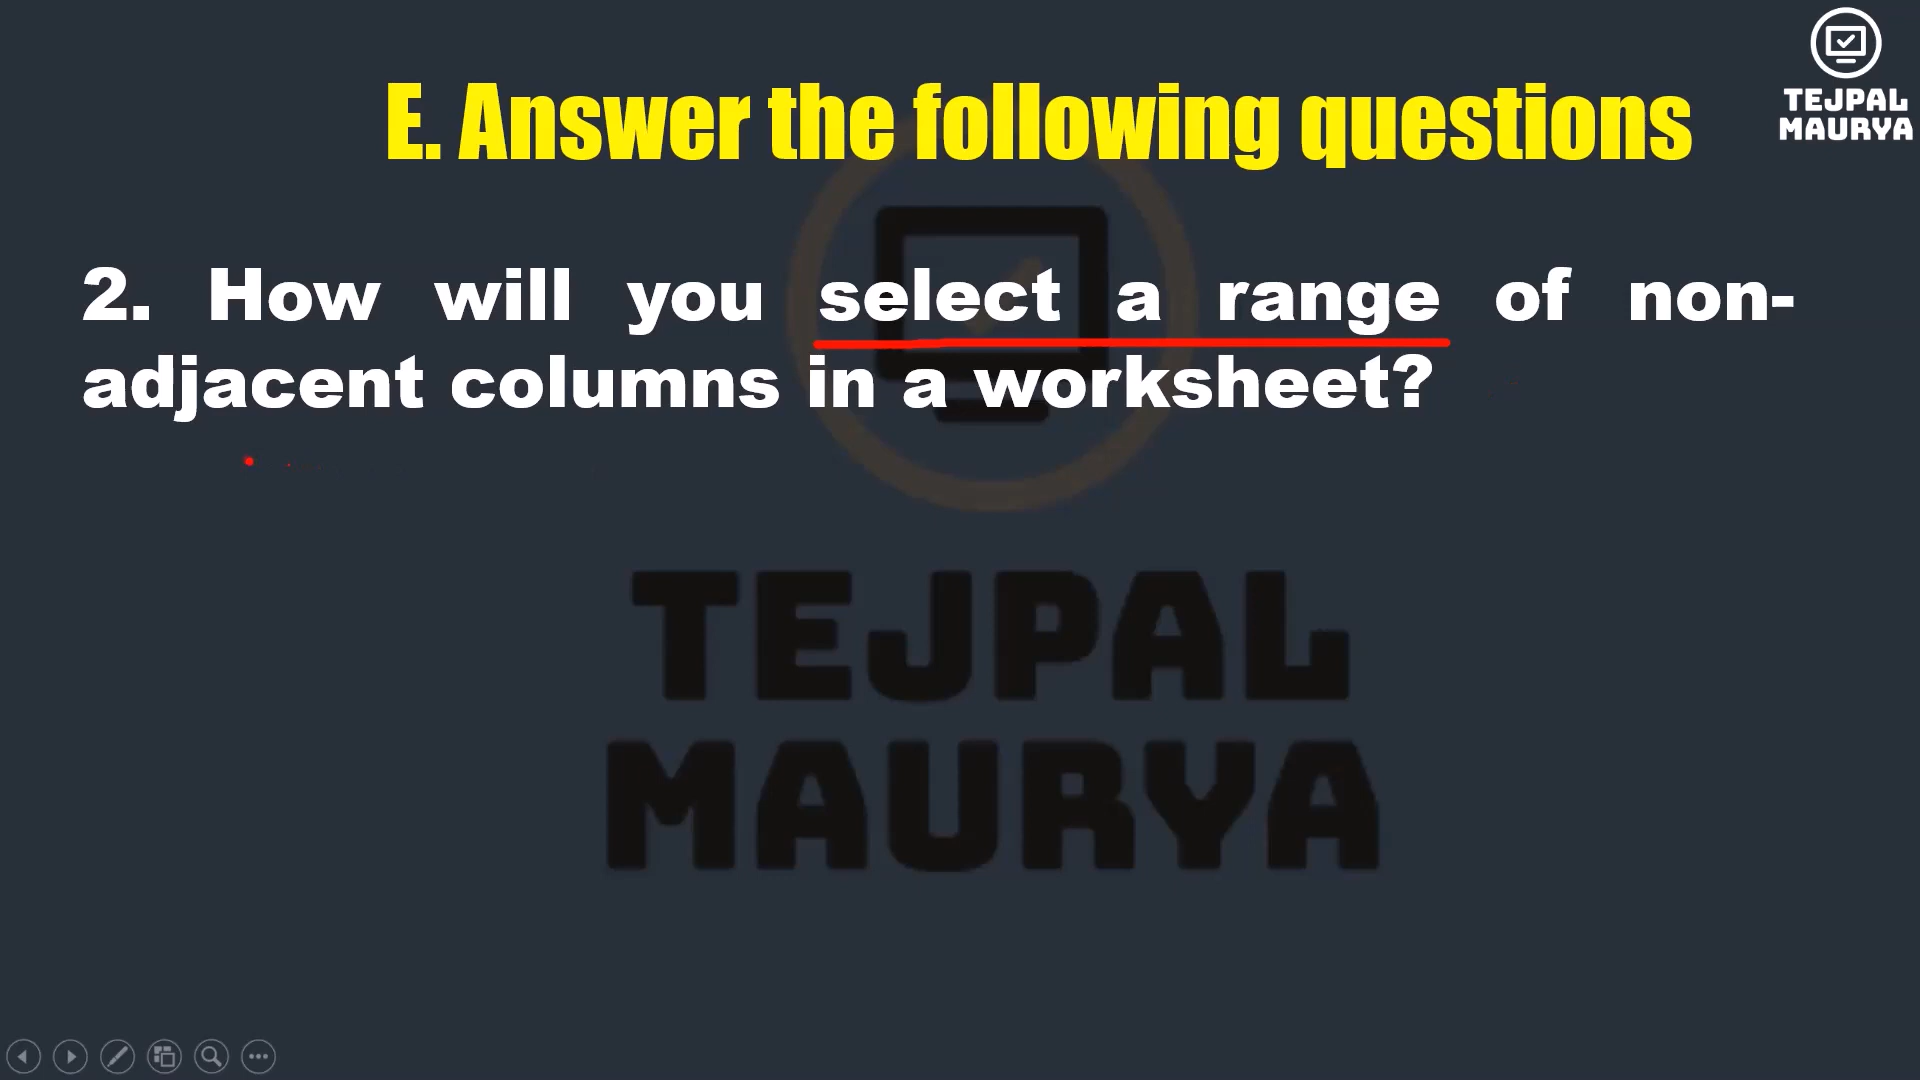 TEJPAL
MAURYA
E. Answer the following questions
2. How will you select a range of non-
adjacent columns in a worksheet?
TEJPAL
MAURYA